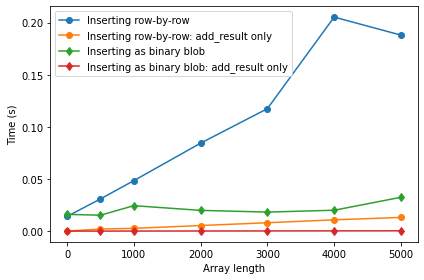 Inserting row-by-row
Inserting row-by-row: add_result only
Inserting as binary blob
Inserting as binary blob: add_result only
Time (s)
0.20
0.15
0.10
0.05
0.00
0
1000
2000
3000
4000
5000
Array length